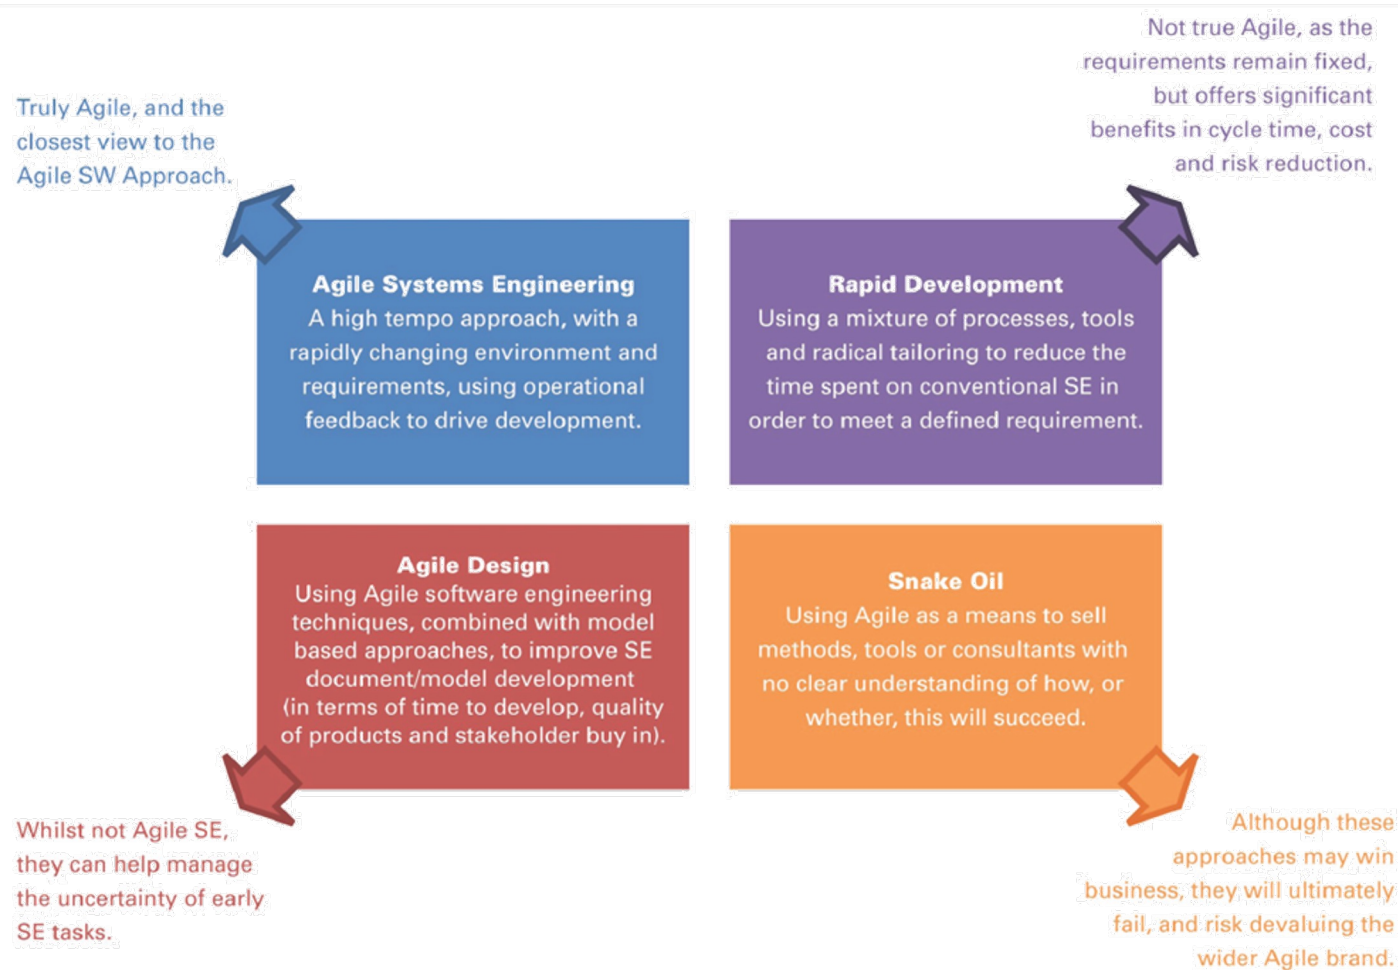 Truly Agile, and the
closest view to the
Agile SW Approach.
Not true Agile, as the
requirements remain fixed,
but offers significant
benefits in cycle time, cost
and risk reduction.
Agile Systems Engineering
A high tempo approach, with a
rapidly changing environment and
requirements, using operational
feedback to drive development.
Rapid Development
Using a mixture of processes, tools
and radical tailoring to reduce the
time spent on conventional SE in
order to meet a defined requirement.
Agile Design
Using Agile software engineering
techniques, combined with model
based approaches, to improve SE
document/model development
(in terms of time to develop, quality
of products and stakeholder buy in).
Snake Oil
Using Agile as a means to sell
methods, tools or consultants with
no clear understanding of how, or
whether, this will succeed.
Whilst not Agile SE,
they can help manage
the uncertainty of early
SE tasks.
Although these
approaches may win
business, they will ultimately
fail, and risk devaluing the
wider Agile brand.